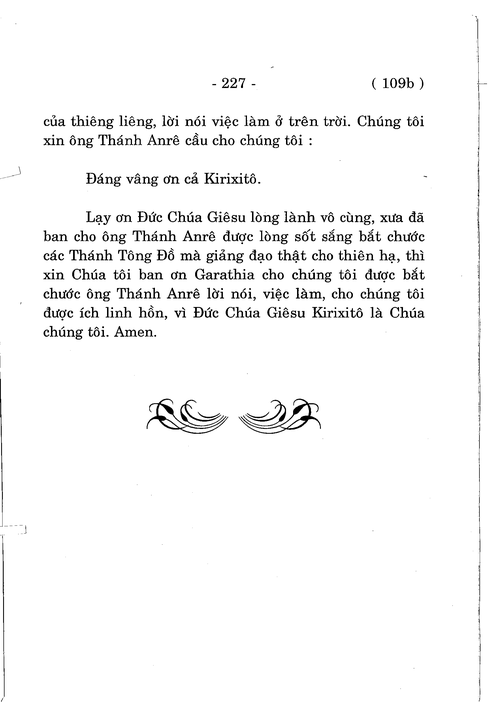 - 227 - ( 109b )
của thiêng liêng, lời nói việc làm ở trên trời. Chúng tôi
xin ông Thánh Anrê cầu cho chúng tôi :
Đáng vâng ơn cả Kirixitô.
Lạy ơn Đức Chúa Giêsu lòng lành vô cùng, xưa đã
ban cho ông Thánh Anrê được lòng sốt sắng bắt chước
các Thánh Tông Đồ mà giảng đạo thật cho thiên hạ, thì
xin Chúa tôi ban ơn Garathia cho chúng tôi được bắt
chước ông Thánh Anrê lời nói, việc làm, cho chúng tôi
được ích linh hồn, vì Đức Chúa Giêsu Kirixitô là Chúa
chúng tôi. Amen.